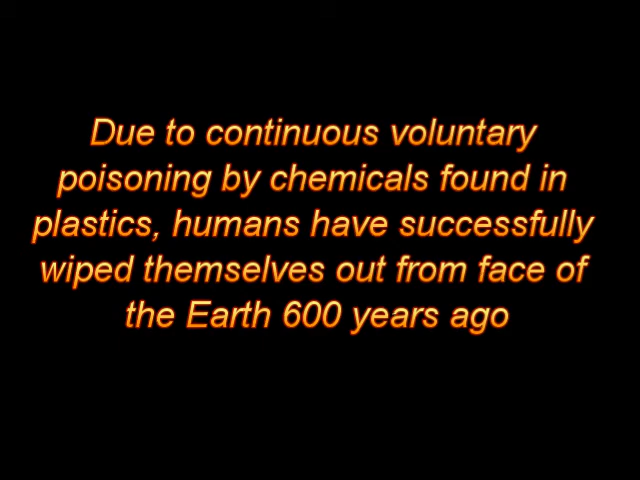 Due to continuous voluntary
poisoning by chemicals found in
plastics, humans have successfully
wiped themselves out from face of
the Earth 600 years ago